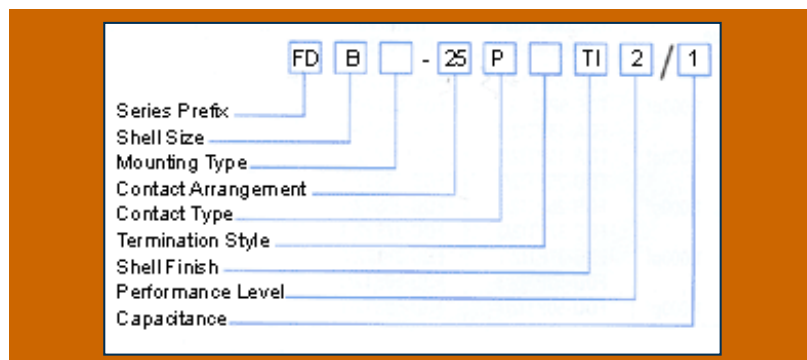 FD B - 25 P TI 2 / 1
Series Prefix
Shell Size
Mounting Type
Contact Arrangement
Contact Type
Termination Style
Shell Finish
Performance Level
Capacitance